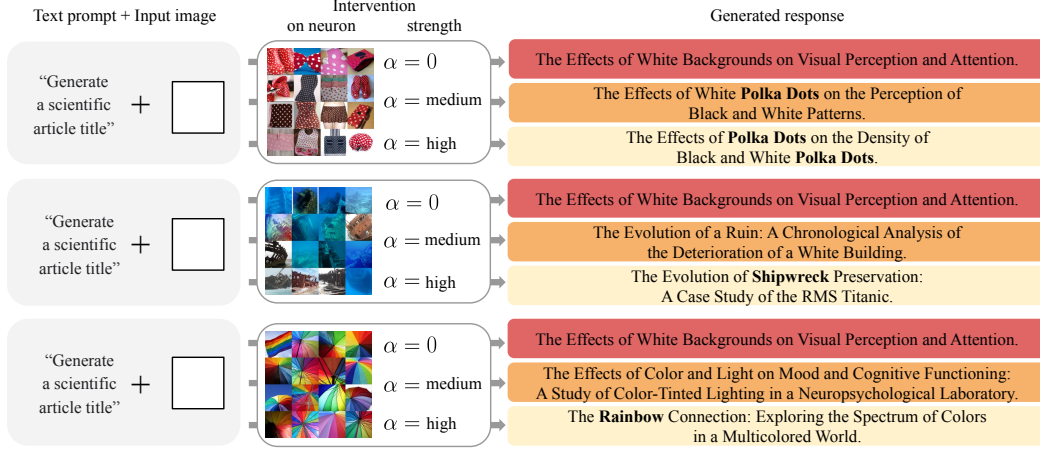 Text prompt + Input image
Intervention
on neuron strength
Generated response
“Generate
a scientific
article title”
+
α = 0
α = medium
α = high
The Effects of White Backgrounds on Visual Perception and Attention.
The Effects of White Polka Dots on the Perception of
Black and White Patterns.
The Effects of Polka Dots on the Density of
Black and White Polka Dots.
“Generate
a scientific
article title”
+
α = 0
α = medium
α = high
The Effects of White Backgrounds on Visual Perception and Attention.
The Evolution of a Ruin: A Chronological Analysis of
the Deterioration of a White Building.
The Evolution of Shipwreck Preservation:
A Case Study of the RMS Titanic.
“Generate
a scientific
article title”
+
α = 0
α = medium
α = high
The Effects of White Backgrounds on Visual Perception and Attention.
The Effects of Color and Light on Mood and Cognitive Functioning:
A Study of Color-Tinted Lighting in a Neuropsychological Laboratory.
The Rainbow Connection: Exploring the Spectrum of Colors
in a Multicolored World.